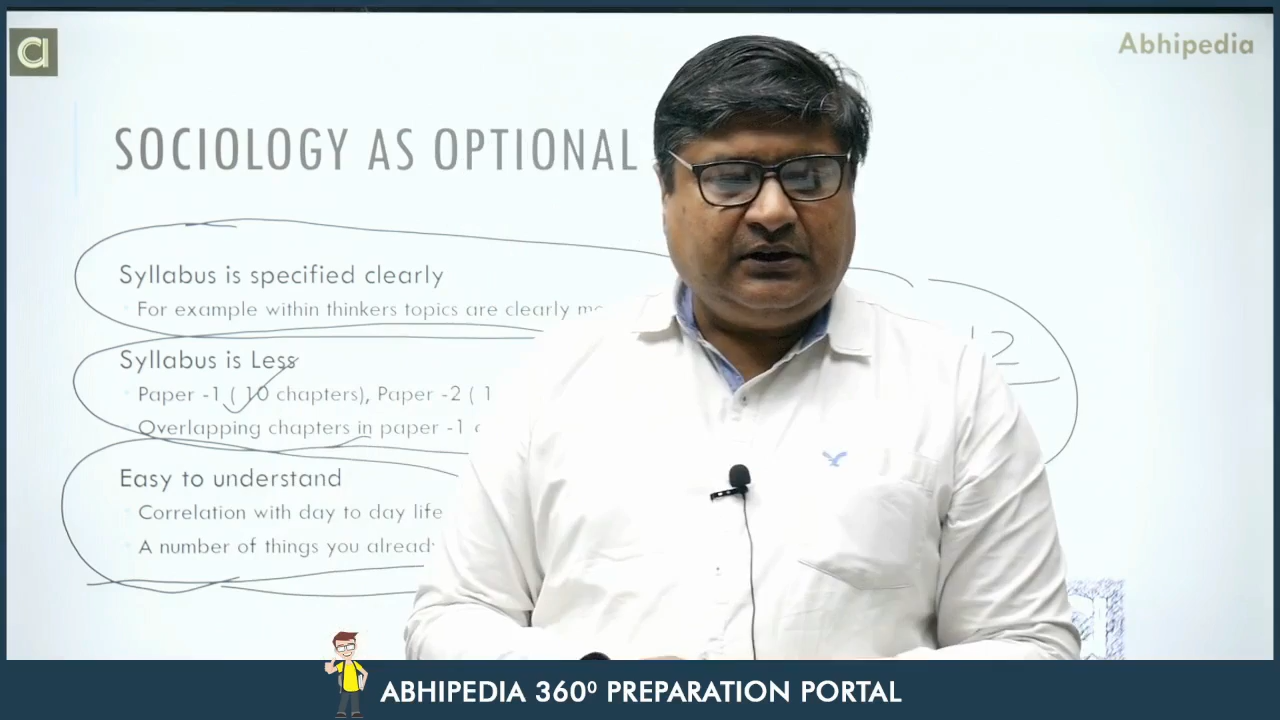 a
Abhipedia
SOCIOLOGY AS OPTIONAL
Syllabus is specified clearly
For example within thinkers topics are clearly
12
Syllabus is Less
Paper -1 ( 10 chapters), Paper -2 (
Overlapping chapters in paper -1
Easy to understand
Correlation with day to day life
A number of things you already
ABHIPEDIA 360⁰ PREPARATION PORTAL